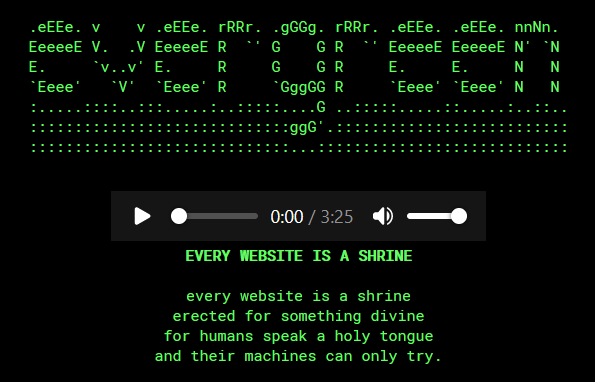 .eEEe. v    v .eEEe. rRRr. .gGGg. rRRr. .eEEe. .eEEe. nnNn.
EeeeeE V.  .V EeeeeE R  `' G    G R  `' EeeeeE EeeeeE N' `N
E.     `v..v' E.     R     G    G R     E.     E.     N   N
`Eeee'   `V'  `Eeee' R     `GggGG R     `Eeee' `Eeee' N   N
:.....::::..:::.....:..:::::....G ..:::::.....::.....:..::..
::::::::::::::::::::::::::::ggG'.::::::::::::::::::::::::::
::::::::::::::::::::::::::::...::::::::::::::::::::::::::::
0:00 / 3:25
EVERY WEBSITE IS A SHRINE
every website is a shrine
erected for something divine
for humans speak a holy tongue
and their machines can only try.